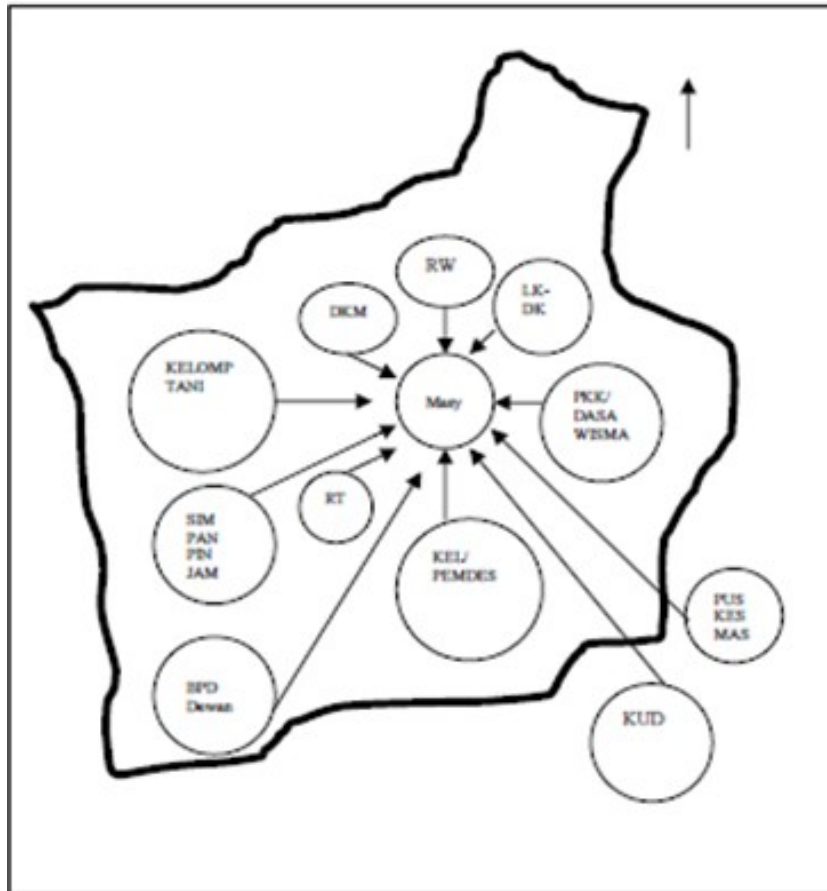 RW
LK-
DK
DKM
KELOMP
TANI
Masy
PKK/
DASA
WISMA
SIM
PAN
PIN
JAM
RT
KEL/
PEMDES
PUS
KES
MAS
BPD
Dewan
KUD